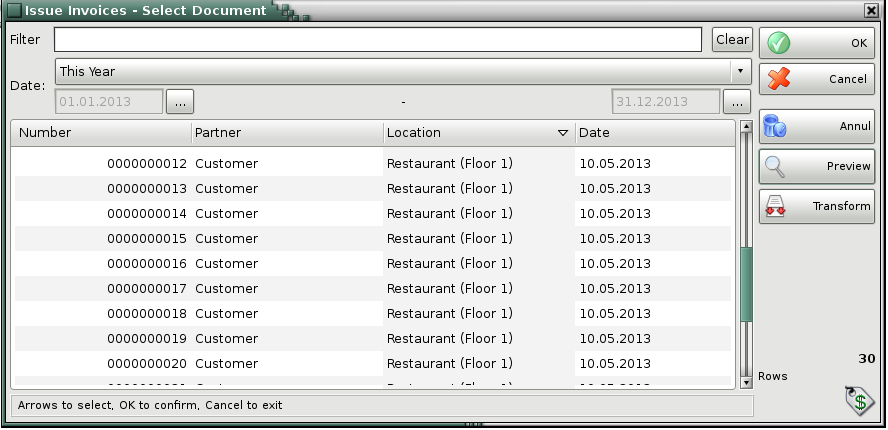 Issue Invoices - Select Document
Filter
Clear
OK
This Year
Cancel
Date:
01.01.2013 ... - 31.12.2013 ...
Number Partner Location Date
Annul
0000000012 Customer Restaurant (Floor 1) 10.05.2013
Preview
0000000013 Customer Restaurant (Floor 1) 10.05.2013
0000000014 Customer Restaurant (Floor 1) 10.05.2013
Transform
0000000015 Customer Restaurant (Floor 1) 10.05.2013
0000000016 Customer Restaurant (Floor 1) 10.05.2013
0000000017 Customer Restaurant (Floor 1) 10.05.2013
0000000018 Customer Restaurant (Floor 1) 10.05.2013
0000000019 Customer Restaurant (Floor 1) 10.05.2013
0000000020 Customer Restaurant (Floor 1) 10.05.2013
30
Rows
Arrows to select, OK to confirm, Cancel to exit
$